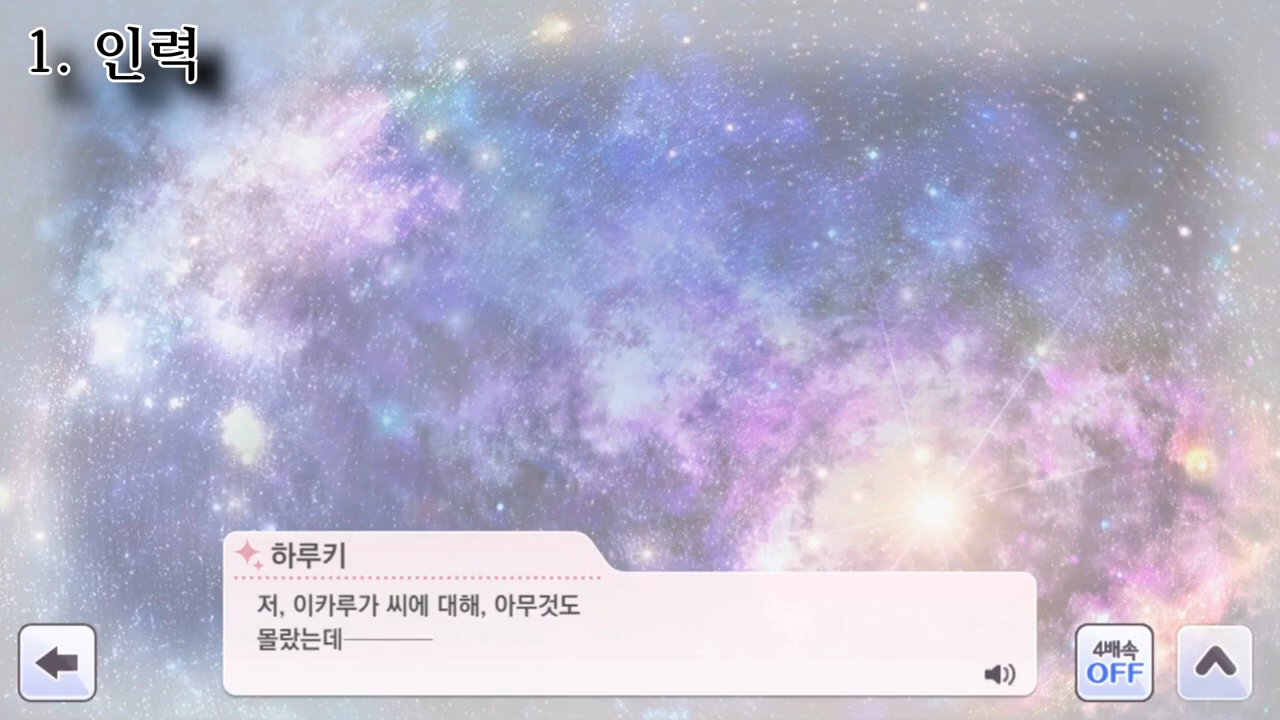 1. 인력
하루키
저, 이카루가 씨에 대해, 아무것도
몰랐는데────
4배속
OFF